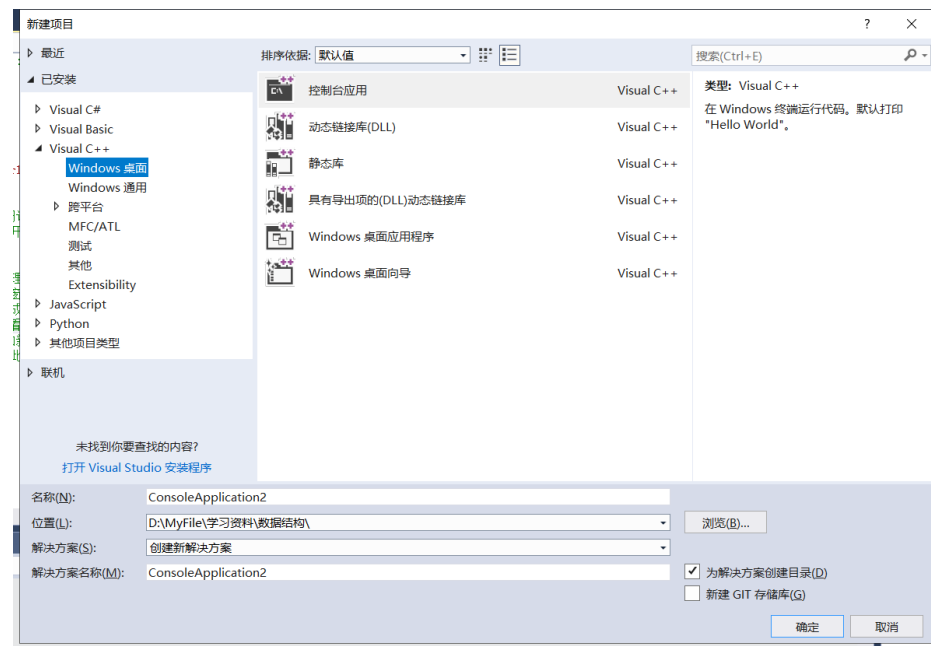 新建项目
? ×
最近
排序依据: 默认值
搜索(Ctrl+E)
已安装
Visual C#
Visual Basic
Visual C++
Windows 桌面
Windows 通用
跨平台
MFC/ATL
测试
其他
Extensibility
JavaScript
Python
其他项目类型
联机
未找到你要查找的内容?
打开 Visual Studio 安装程序
控制台应用 Visual C++
动态链接库(DLL) Visual C++
静态库 Visual C++
具有导出项的(DLL)动态链接库 Visual C++
Windows 桌面应用程序 Visual C++
Windows 桌面向导 Visual C++
类型: Visual C++
在 Windows 终端运行代码。默认打印
"Hello World"。
名称(N): ConsoleApplication2
位置(L): D:\MyFile\学习资料\数据结构\
浏览(B)...
解决方案(S): 创建新解决方案
解决方案名称(M): ConsoleApplication2
为解决方案创建目录(D)
新建 GIT 存储库(G)
确定 取消